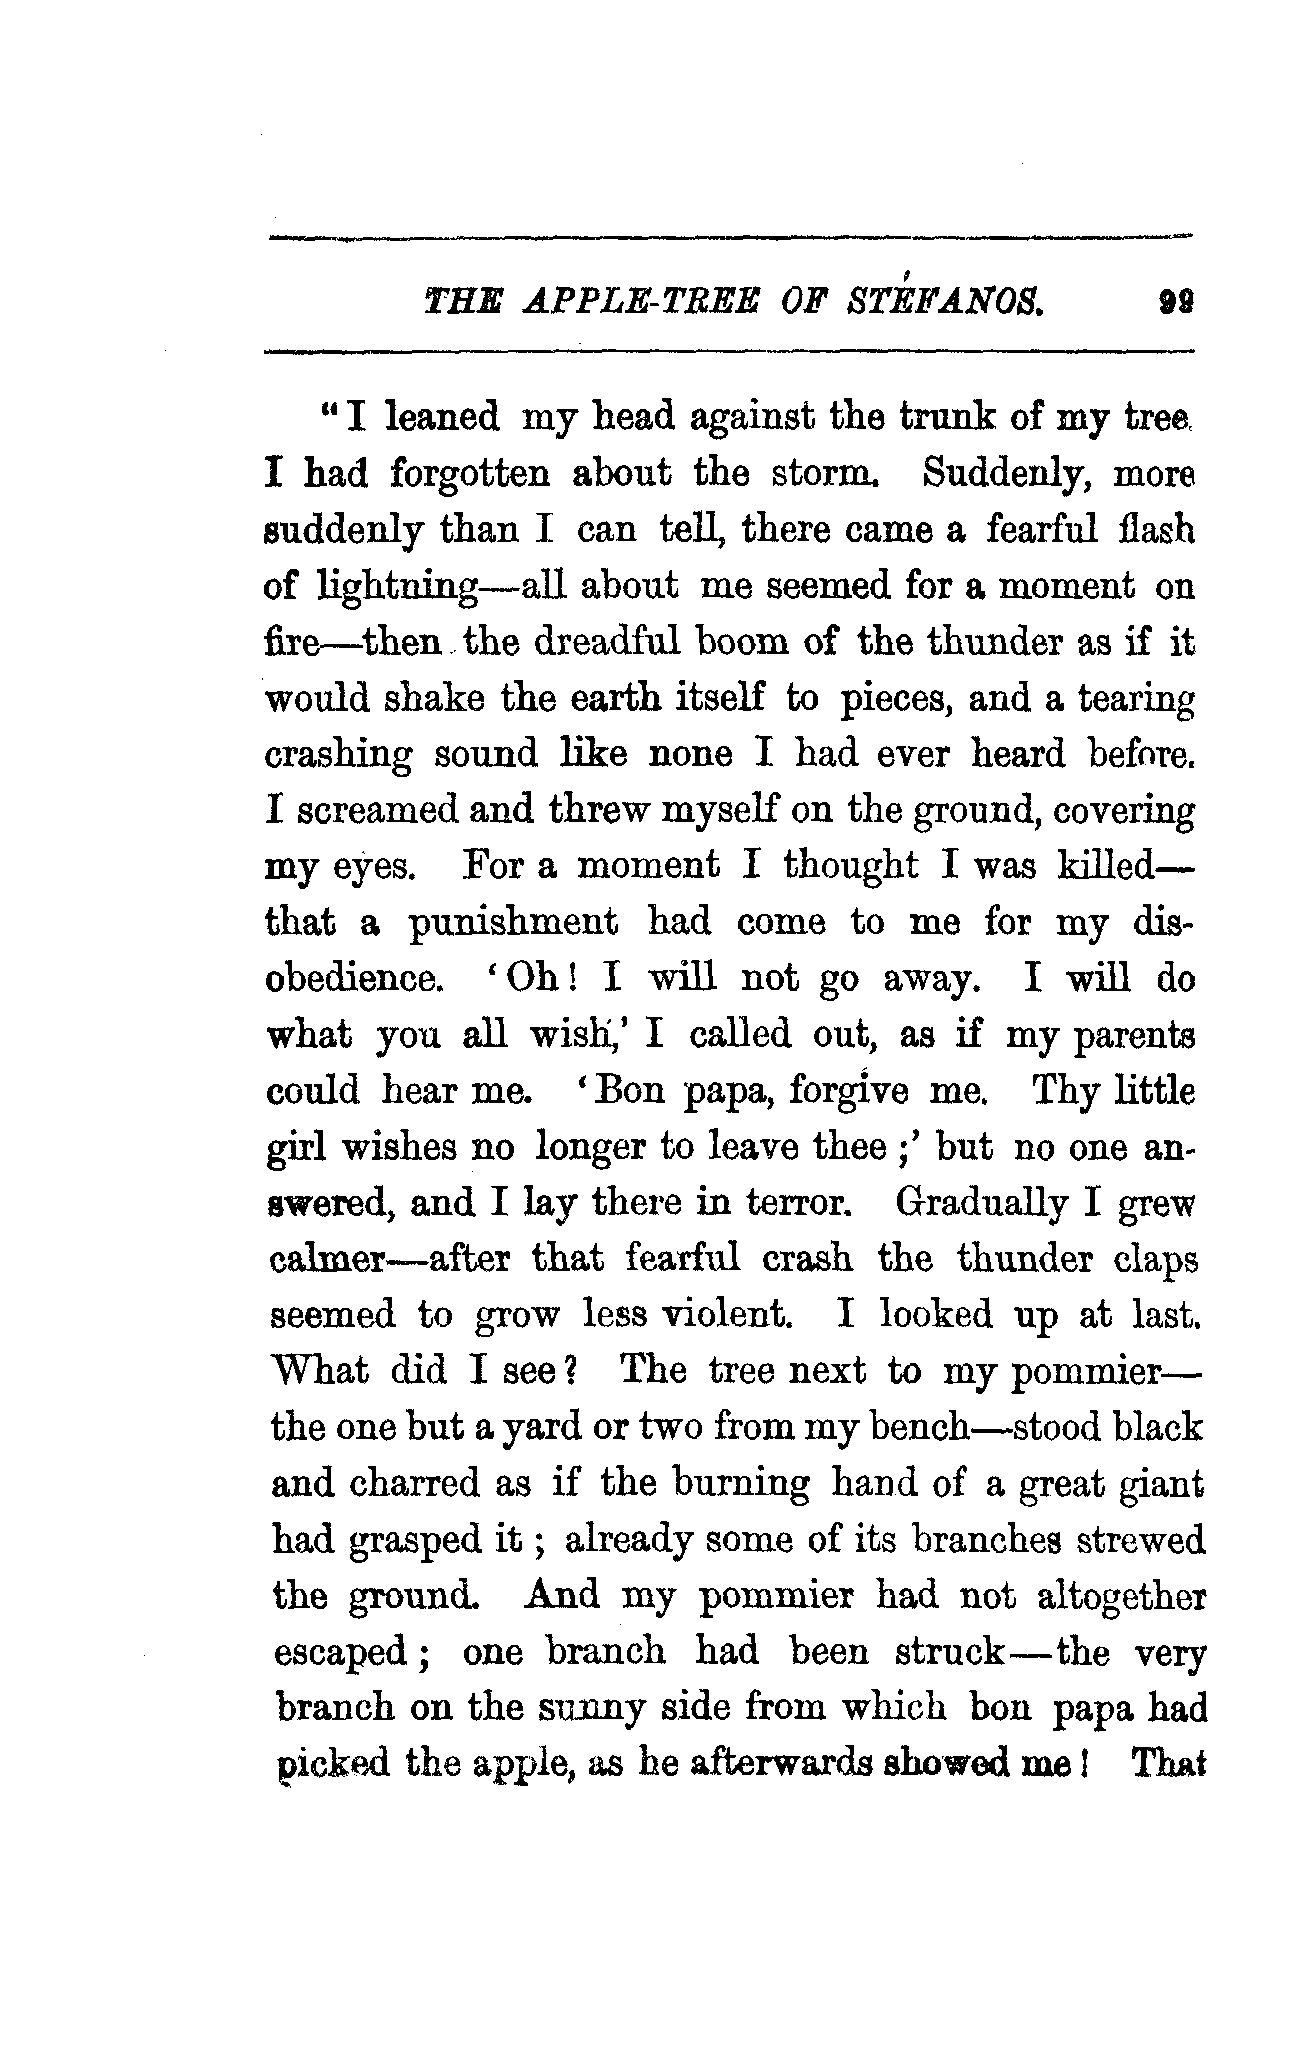 THE APPLE-TREE OF STÉFANOS. 99
"I leaned my head against the trunk of my tree.
I had forgotten about the storm. Suddenly, more
suddenly than I can tell, there came a fearful flash
of lightning—all about me seemed for a moment on
fire—then the dreadful boom of the thunder as if it
would shake the earth itself to pieces, and a tearing
crashing sound like none I had ever heard before.
I screamed and threw myself on the ground, covering
my eyes. For a moment I thought I was killed—
that a punishment had come to me for my dis-
obedience. 'Oh! I will not go away. I will do
what you all wish,' I called out, as if my parents
could hear me. 'Bon papa, forgive me. Thy little
girl wishes no longer to leave thee;' but no one an-
swered, and I lay there in terror. Gradually I grew
calmer—after that fearful crash the thunder claps
seemed to grow less violent. I looked up at last.
What did I see? The tree next to my pommier—
the one but a yard or two from my bench—stood black
and charred as if the burning hand of a great giant
had grasped it; already some of its branches strewed
the ground. And my pommier had not altogether
escaped; one branch had been struck—the very
branch on the sunny side from which bon papa had
picked the apple, as he afterwards showed me! That